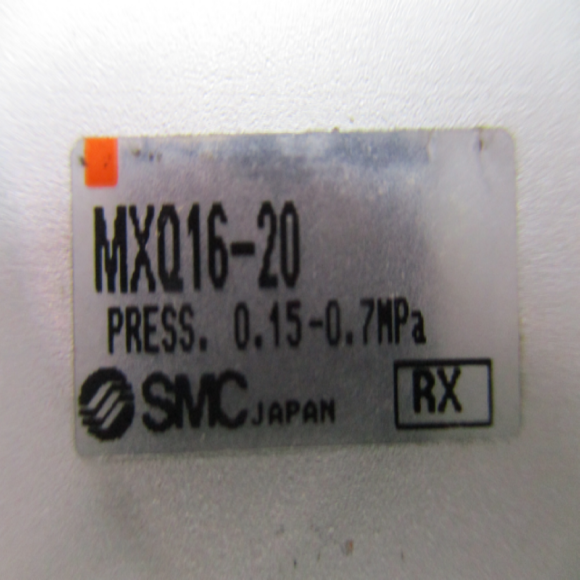 MXQ16-20
PRESS. 0.15-0.7MPa
SMC JAPAN
RX